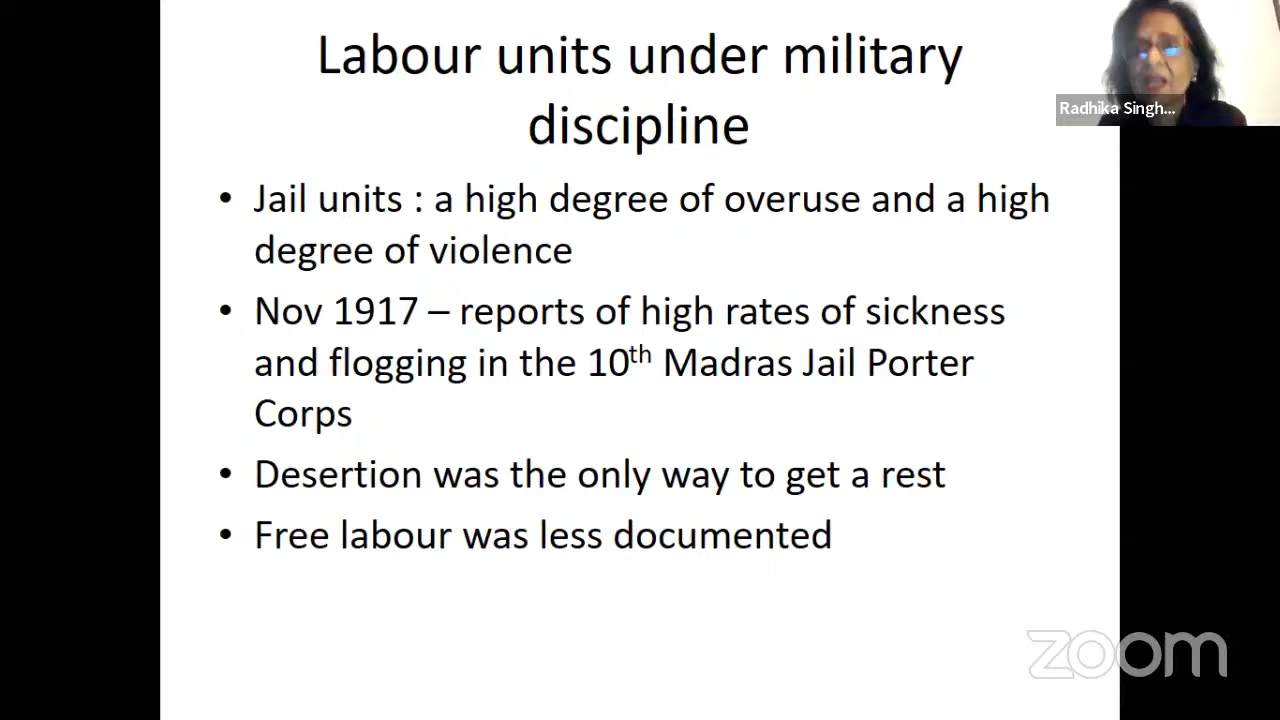 Labour units under military
discipline
Radhika Singh...
• Jail units : a high degree of overuse and a high
degree of violence
• Nov 1917 – reports of high rates of sickness
and flogging in the 10th Madras Jail Porter
Corps
• Desertion was the only way to get a rest
• Free labour was less documented
zoom